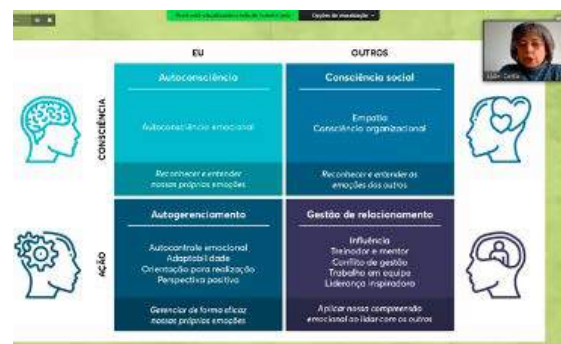 Opções de visualização
EU
OUTROS
CONSCIÊNCIA
Autoconsciência
Autoconsciência emocional
Reconhecer e entender
nossas próprias emoções
Consciência social
Empatia
Consciência organizacional
Reconhecer e entender as
emoções dos outros
AÇÃO
Autogerenciamento
Autocontrole emocional
Adaptabilidade
Orientação para realização
Perspectiva positiva
Gerenciar de forma eficaz
nossas próprias emoções
Gestão de relacionamento
Influência
Treinador e mentor
Conflito de gestão
Trabalho em equipe
Liderança inspiradora
Aplicar nossa compreensão
emocional ao lidar com os outros